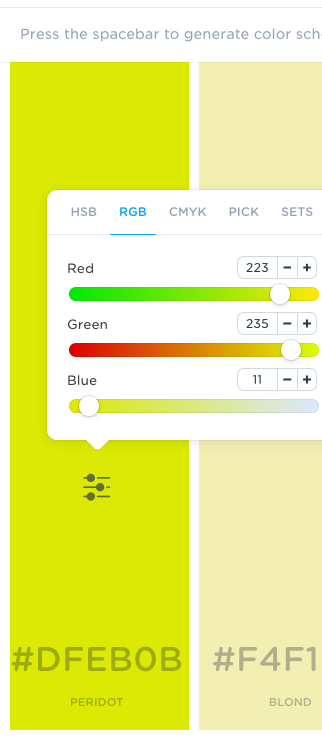 Press the spacebar to generate color sch
HSB RGB CMYK PICK SETS
Red 223 − +
Green 235 − +
Blue 11 − +
#DFEB0B #F4F1
PERIDOT BLOND